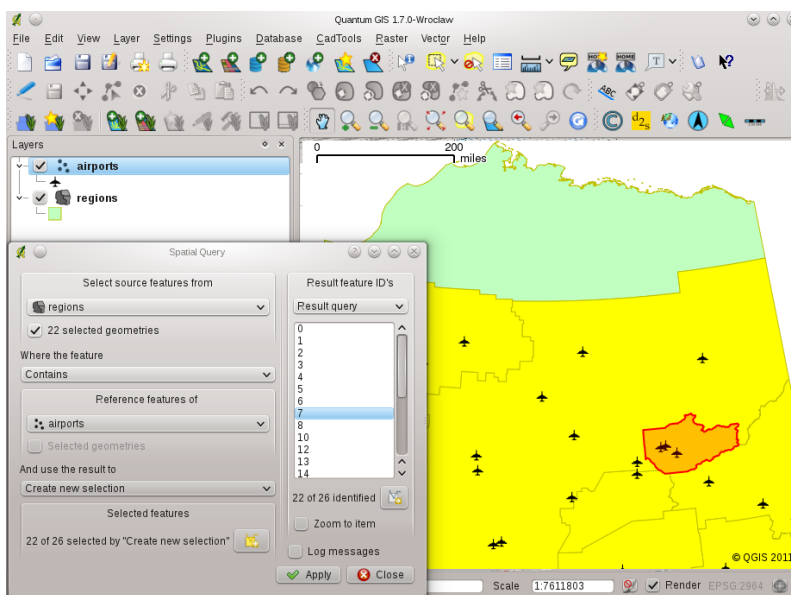 Quantum GIS 1.7.0-Wroclaw
File Edit View Layer Settings Plugins Database CadTools Raster Vector Help
Layers
airports
regions
0 200
miles
Spatial Query
Select source features from
regions
22 selected geometries
Where the feature
Contains
Reference features of
airports
Selected geometries
And use the result to
Create new selection
Selected features
22 of 26 selected by "Create new selection"
Result feature ID's
Result query
0
1
2
3
4
5
6
7
8
10
12
13
14
22 of 26 identified
Zoom to item
Log messages
Apply
Close
© QGIS 2011
Scale 1:7611803 Render EPSG:2964